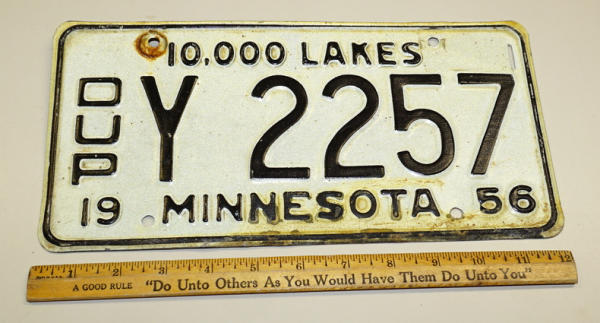 10,000 LAKES
DUP
Y 2257
19 MINNESOTA 56
1 2 3 4 5 6 7 8 9 10 11 12
A GOOD RULE "Do Unto Others As You Would Have Them Do Unto You"